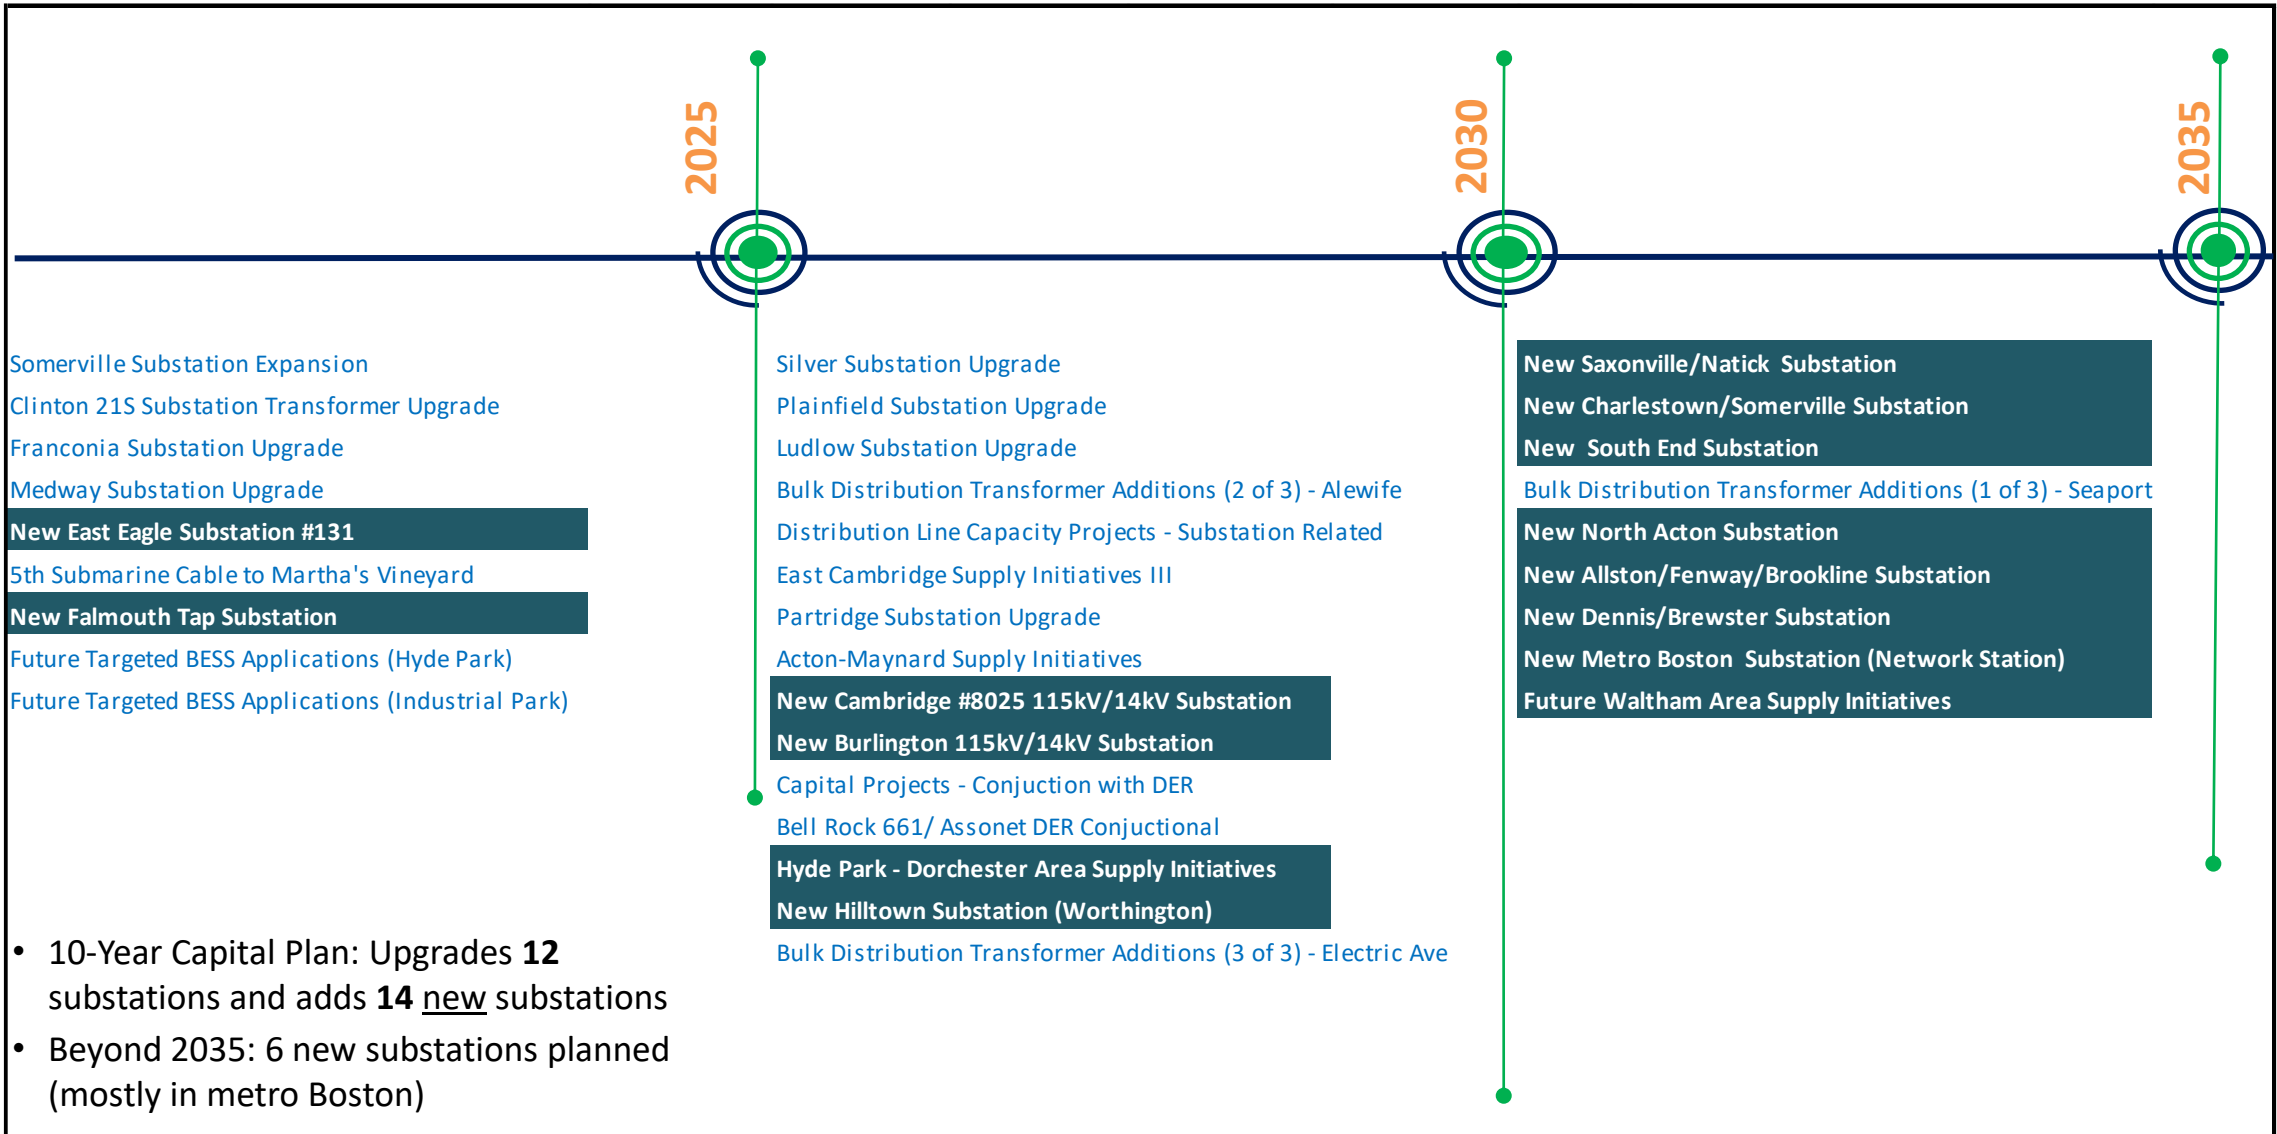 2025
2030
2035
Somerville Substation Expansion
Clinton 21S Substation Transformer Upgrade
Franconia Substation Upgrade
Medway Substation Upgrade
New East Eagle Substation #131
5th Submarine Cable to Martha's Vineyard
New Falmouth Tap Substation
Future Targeted BESS Applications (Hyde Park)
Future Targeted BESS Applications (Industrial Park)
Silver Substation Upgrade
Plainfield Substation Upgrade
Ludlow Substation Upgrade
Bulk Distribution Transformer Additions (2 of 3) - Alewife
Distribution Line Capacity Projects - Substation Related
East Cambridge Supply Initiatives III
Partridge Substation Upgrade
Acton-Maynard Supply Initiatives
New Cambridge #8025 115kV/14kV Substation
New Burlington 115kV/14kV Substation
Capital Projects - Conjuction with DER
Bell Rock 661/ Assonet DER Conjuctional
Hyde Park - Dorchester Area Supply Initiatives
New Hilltown Substation (Worthington)
Bulk Distribution Transformer Additions (3 of 3) - Electric Ave
New Saxonville/Natick Substation
New Charlestown/Somerville Substation
New South End Substation
Bulk Distribution Transformer Additions (1 of 3) - Seaport
New North Acton Substation
New Allston/Fenway/Brookline Substation
New Dennis/Brewster Substation
New Metro Boston Substation (Network Station)
Future Waltham Area Supply Initiatives
• 10-Year Capital Plan: Upgrades 12
substations and adds 14 new substations
• Beyond 2035: 6 new substations planned
(mostly in metro Boston)